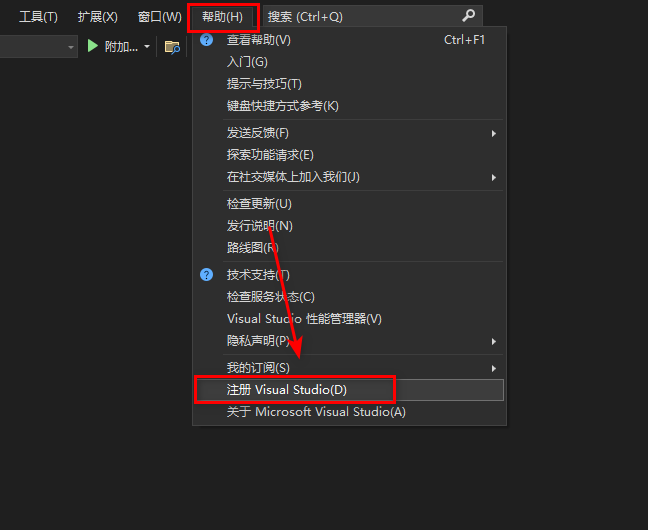 工具(T) 扩展(X) 窗口(W) 帮助(H) 搜索 (Ctrl+Q)
附加...
查看帮助(V) Ctrl+F1
入门(G)
提示与技巧(T)
键盘快捷方式参考(K)
发送反馈(F)
探索功能请求(E)
在社交媒体上加入我们(J)
检查更新(U)
发行说明(N)
路线图(R)
技术支持(T)
检查服务状态(C)
Visual Studio 性能管理器(V)
隐私声明(P)
我的订阅(S)
注册 Visual Studio(D)
关于 Microsoft Visual Studio(A)